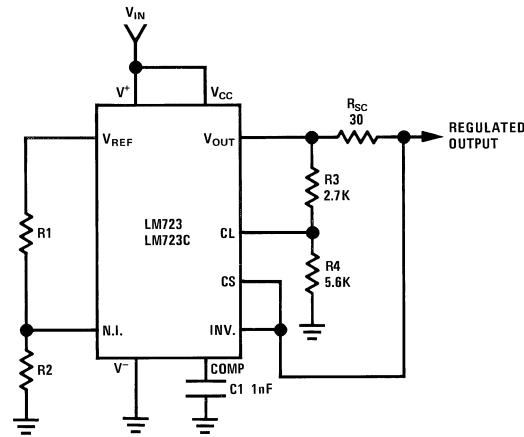 VIN
V+
VCC
VREF
VOUT
RSC
30
REGULATED
OUTPUT
R3
2.7K
R1
LM723
LM723C
CL
R4
5.6K
CS
N.I.
INV.
R2
V−
COMP
C1 1nF